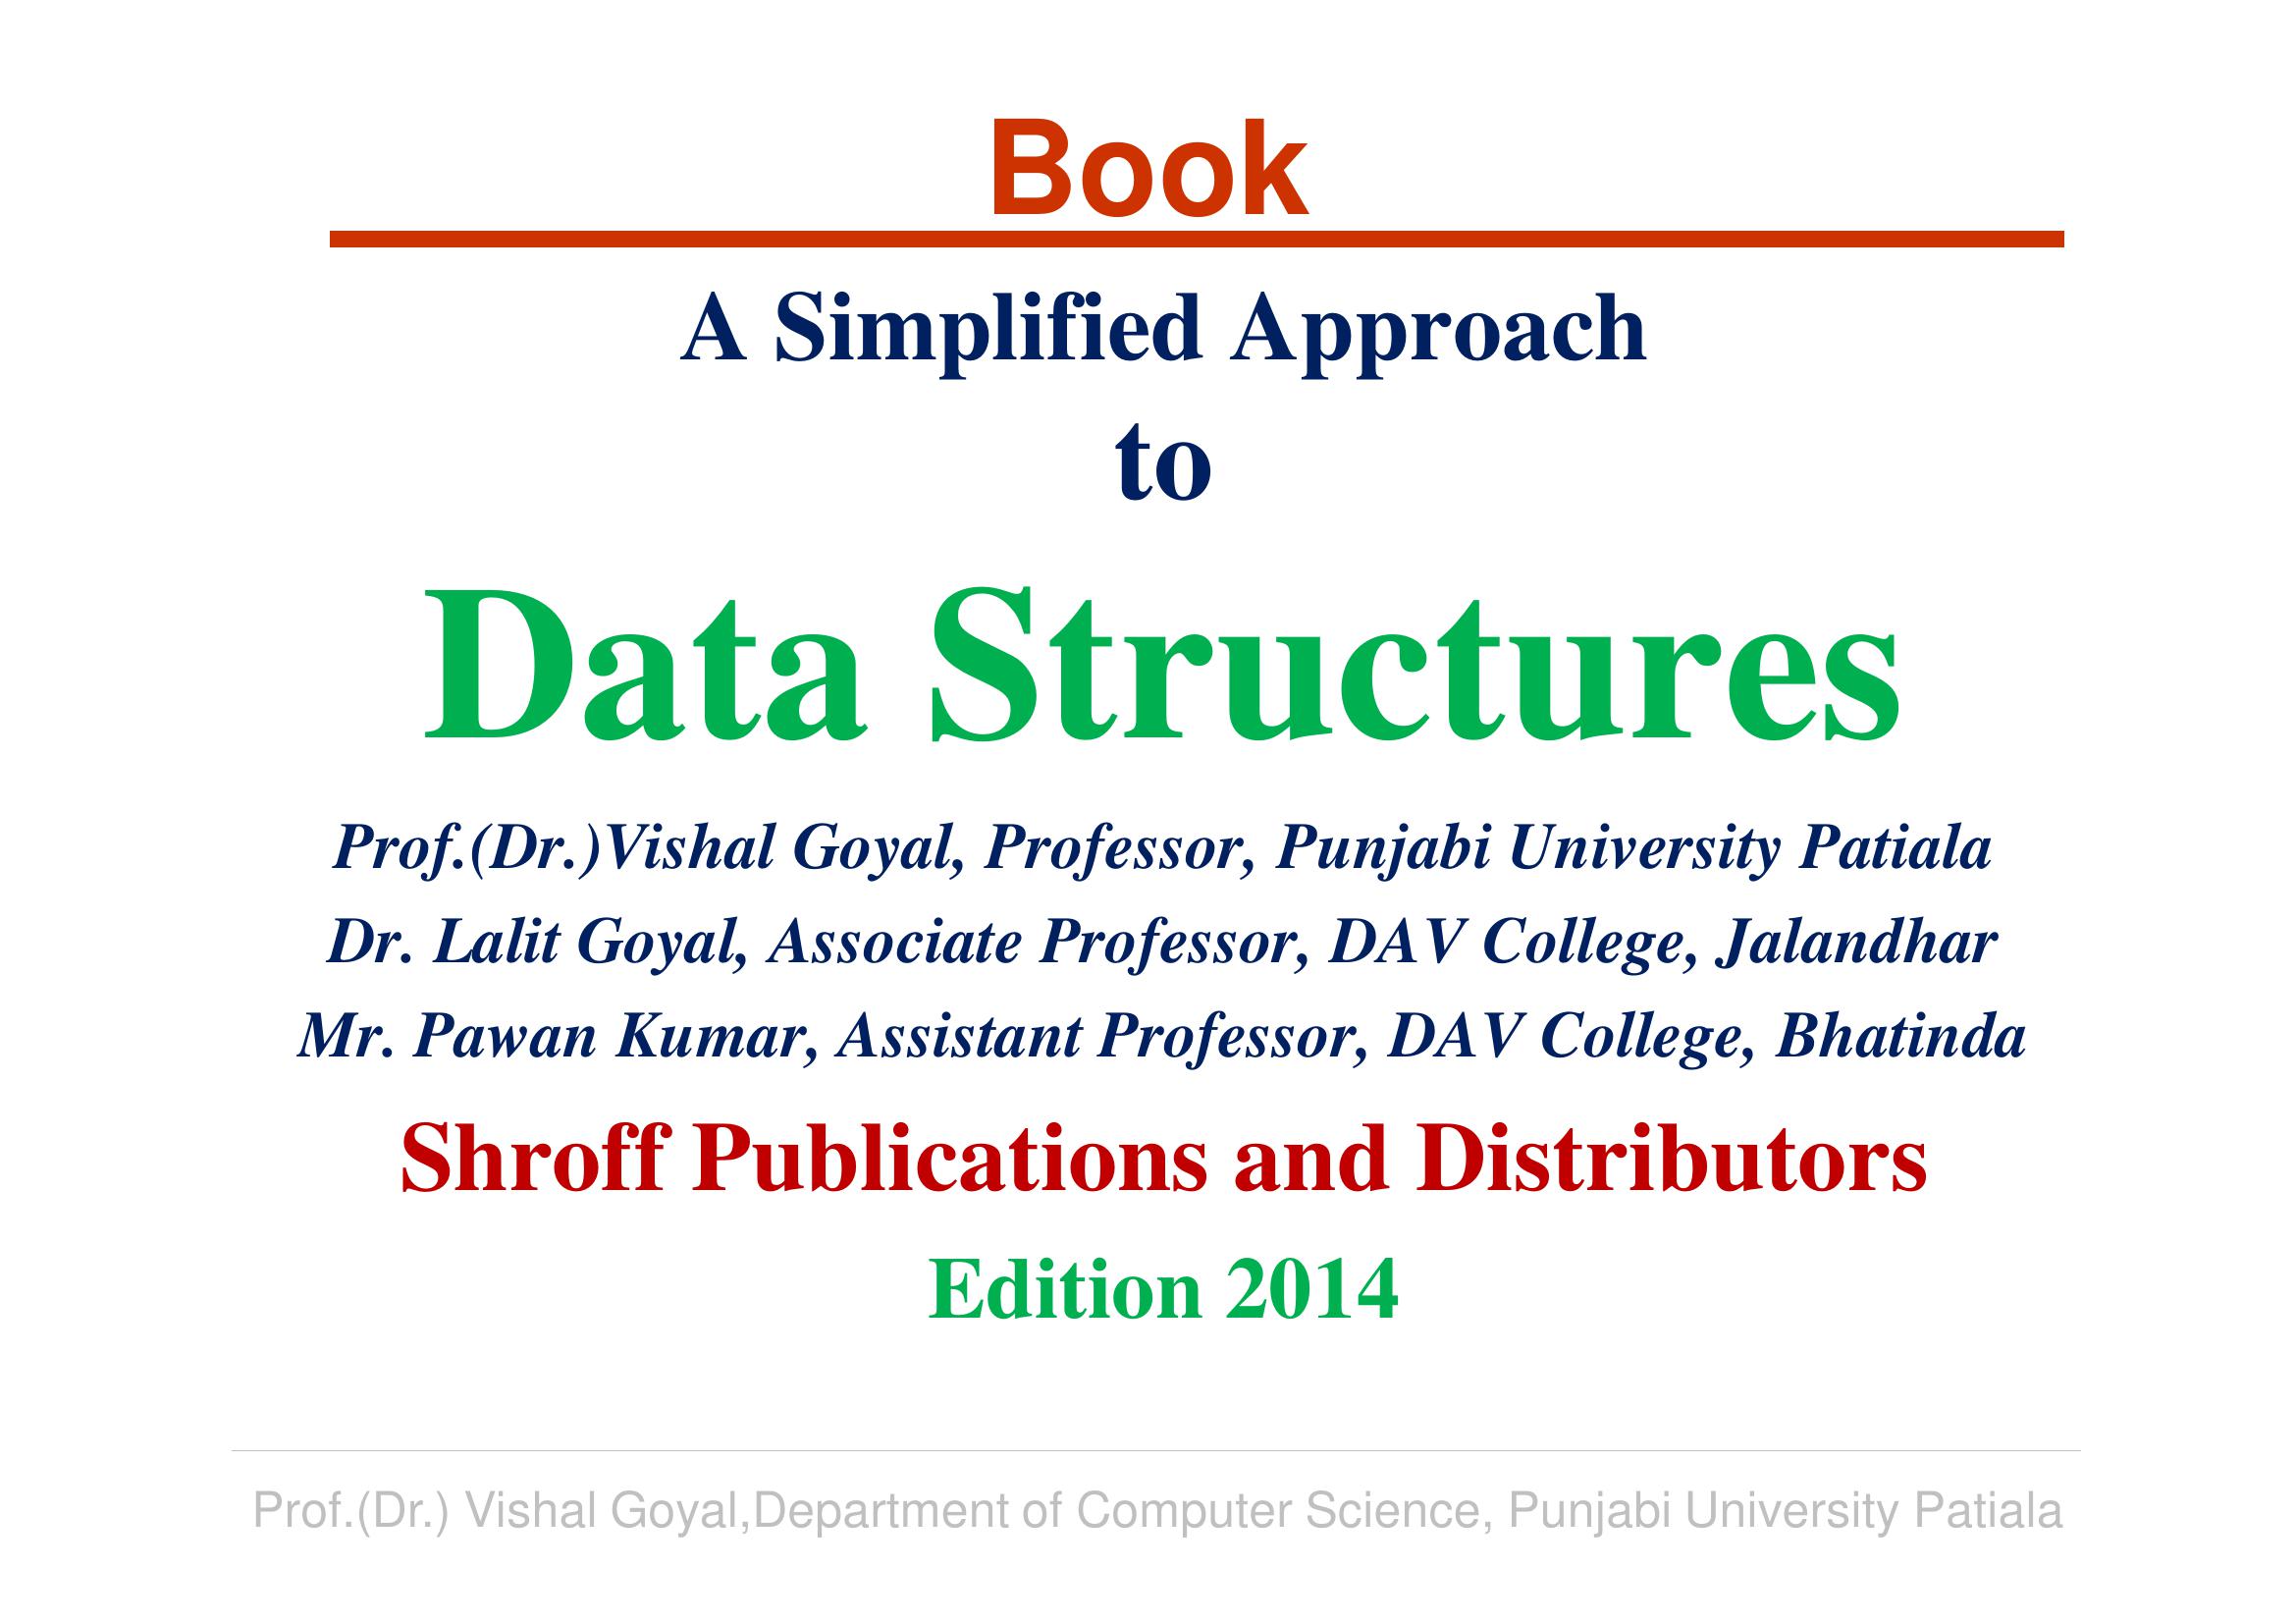 Book
A Simplified Approach
to
Data Structures
Prof.(Dr.)Vishal Goyal, Professor, Punjabi University Patiala
Dr. Lalit Goyal, Associate Professor, DAV College, Jalandhar
Mr. Pawan Kumar, Assistant Professor, DAV College, Bhatinda
Shroff Publications and Distributors
Edition 2014
Prof.(Dr.) Vishal Goyal,Department of Computer Science, Punjabi University Patiala